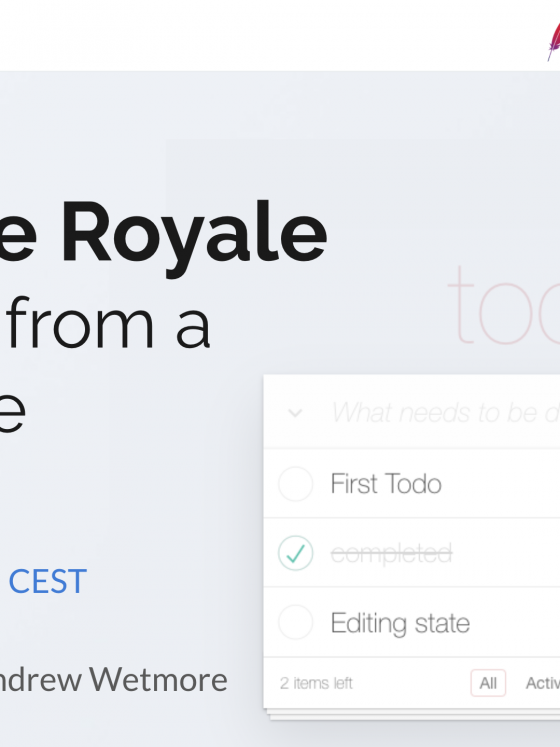 e Royale
from a
e
CEST
ndrew Wetmore
tod
What needs to be d
First Todo
completed
Editing state
2 items left All Activ